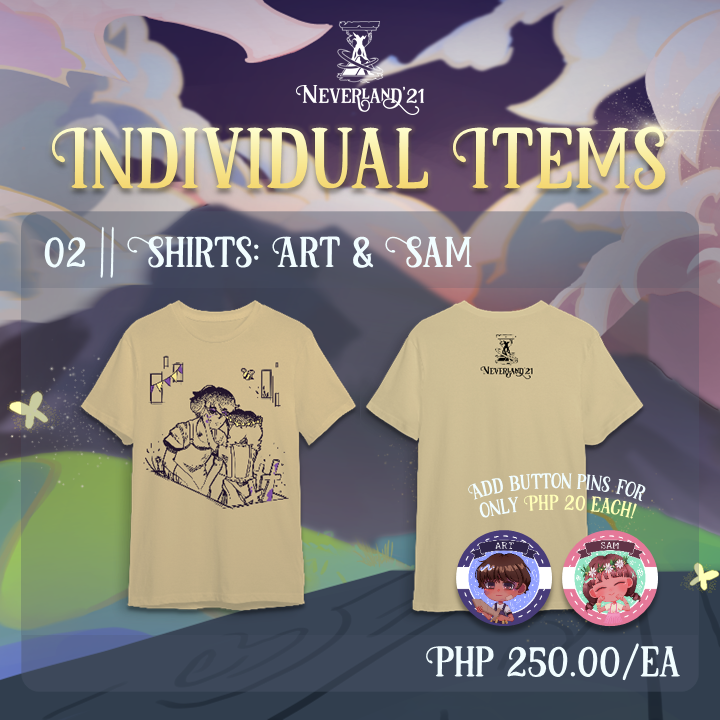 NEVERLAND'21
INDIVIDUAL ITEMS
02 || SHIRTS: ART & SAM
NEVERLAND'21
ADD BUTTON PINS FOR
ONLY PHP 20 EACH!
ART
SAM
PHP 250.00/EA